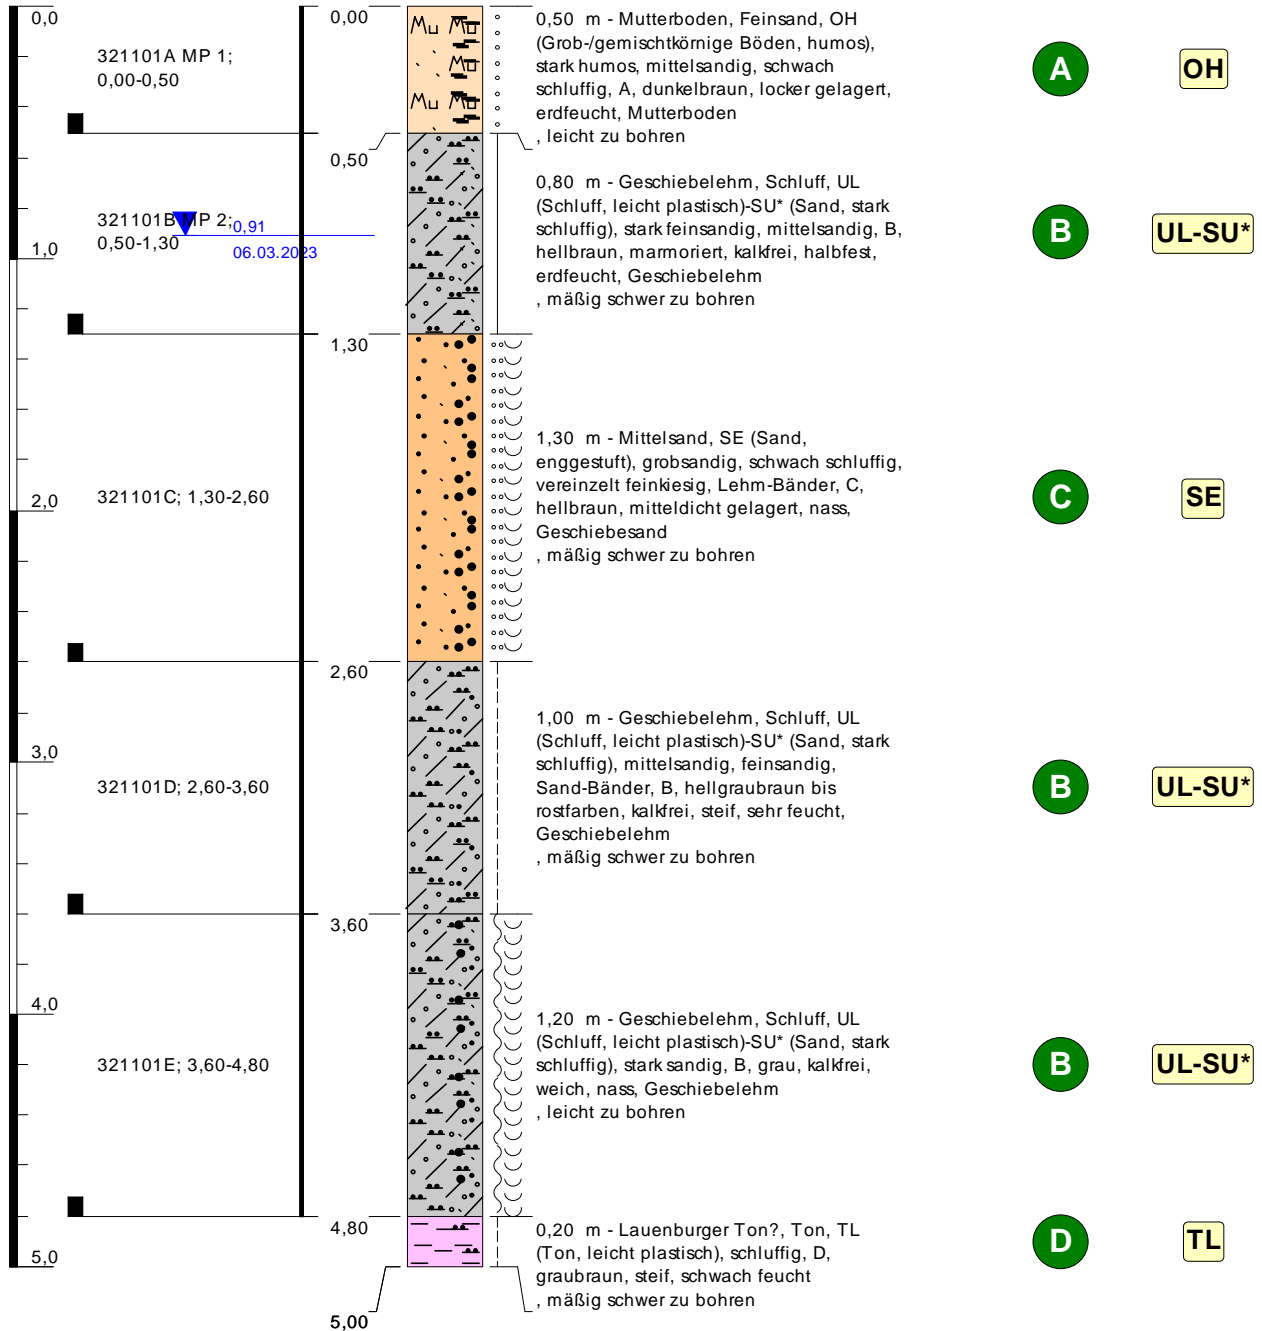 0,0
321101A MP 1;
0,00-0,50
0,00
0,50 m - Mutterboden, Feinsand, OH
(Grob-/gemischtkörnige Böden, humos),
stark humos, mittelsandig, schwach
schluffig, A, dunkelbraun, locker gelagert,
erdfeucht, Mutterboden
, leicht zu bohren
A
OH
0,50
321101B MP 2;
0,50-1,30
0,91
06.03.2023
1,0
0,80 m - Geschiebelehm, Schluff, UL
(Schluff, leicht plastisch)-SU* (Sand, stark
schluffig), stark feinsandig, mittelsandig, B,
hellbraun, marmoriert, kalkfrei, halbfest,
erdfeucht, Geschiebelehm
, mäßig schwer zu bohren
B
UL-SU*
1,30
2,0
321101C; 1,30-2,60
1,30 m - Mittelsand, SE (Sand,
enggestuft), grobsandig, schwach schluffig,
vereinzelt feinkiesig, Lehm-Bänder, C,
hellbraun, mitteldicht gelagert, nass,
Geschiebesand
, mäßig schwer zu bohren
C
SE
2,60
3,0
321101D; 2,60-3,60
1,00 m - Geschiebelehm, Schluff, UL
(Schluff, leicht plastisch)-SU* (Sand, stark
schluffig), mittelsandig, feinsandig,
Sand-Bänder, B, hellgraubraun bis
rostfarben, kalkfrei, steif, sehr feucht,
Geschiebelehm
, mäßig schwer zu bohren
B
UL-SU*
3,60
4,0
321101E; 3,60-4,80
1,20 m - Geschiebelehm, Schluff, UL
(Schluff, leicht plastisch)-SU* (Sand, stark
schluffig), stark sandig, B, grau, kalkfrei,
weich, nass, Geschiebelehm
, leicht zu bohren
B
UL-SU*
4,80
5,0
0,20 m - Lauenburger Ton?, Ton, TL
(Ton, leicht plastisch), schluffig, D,
graubraun, steif, schwach feucht
, mäßig schwer zu bohren
D
TL
5,00